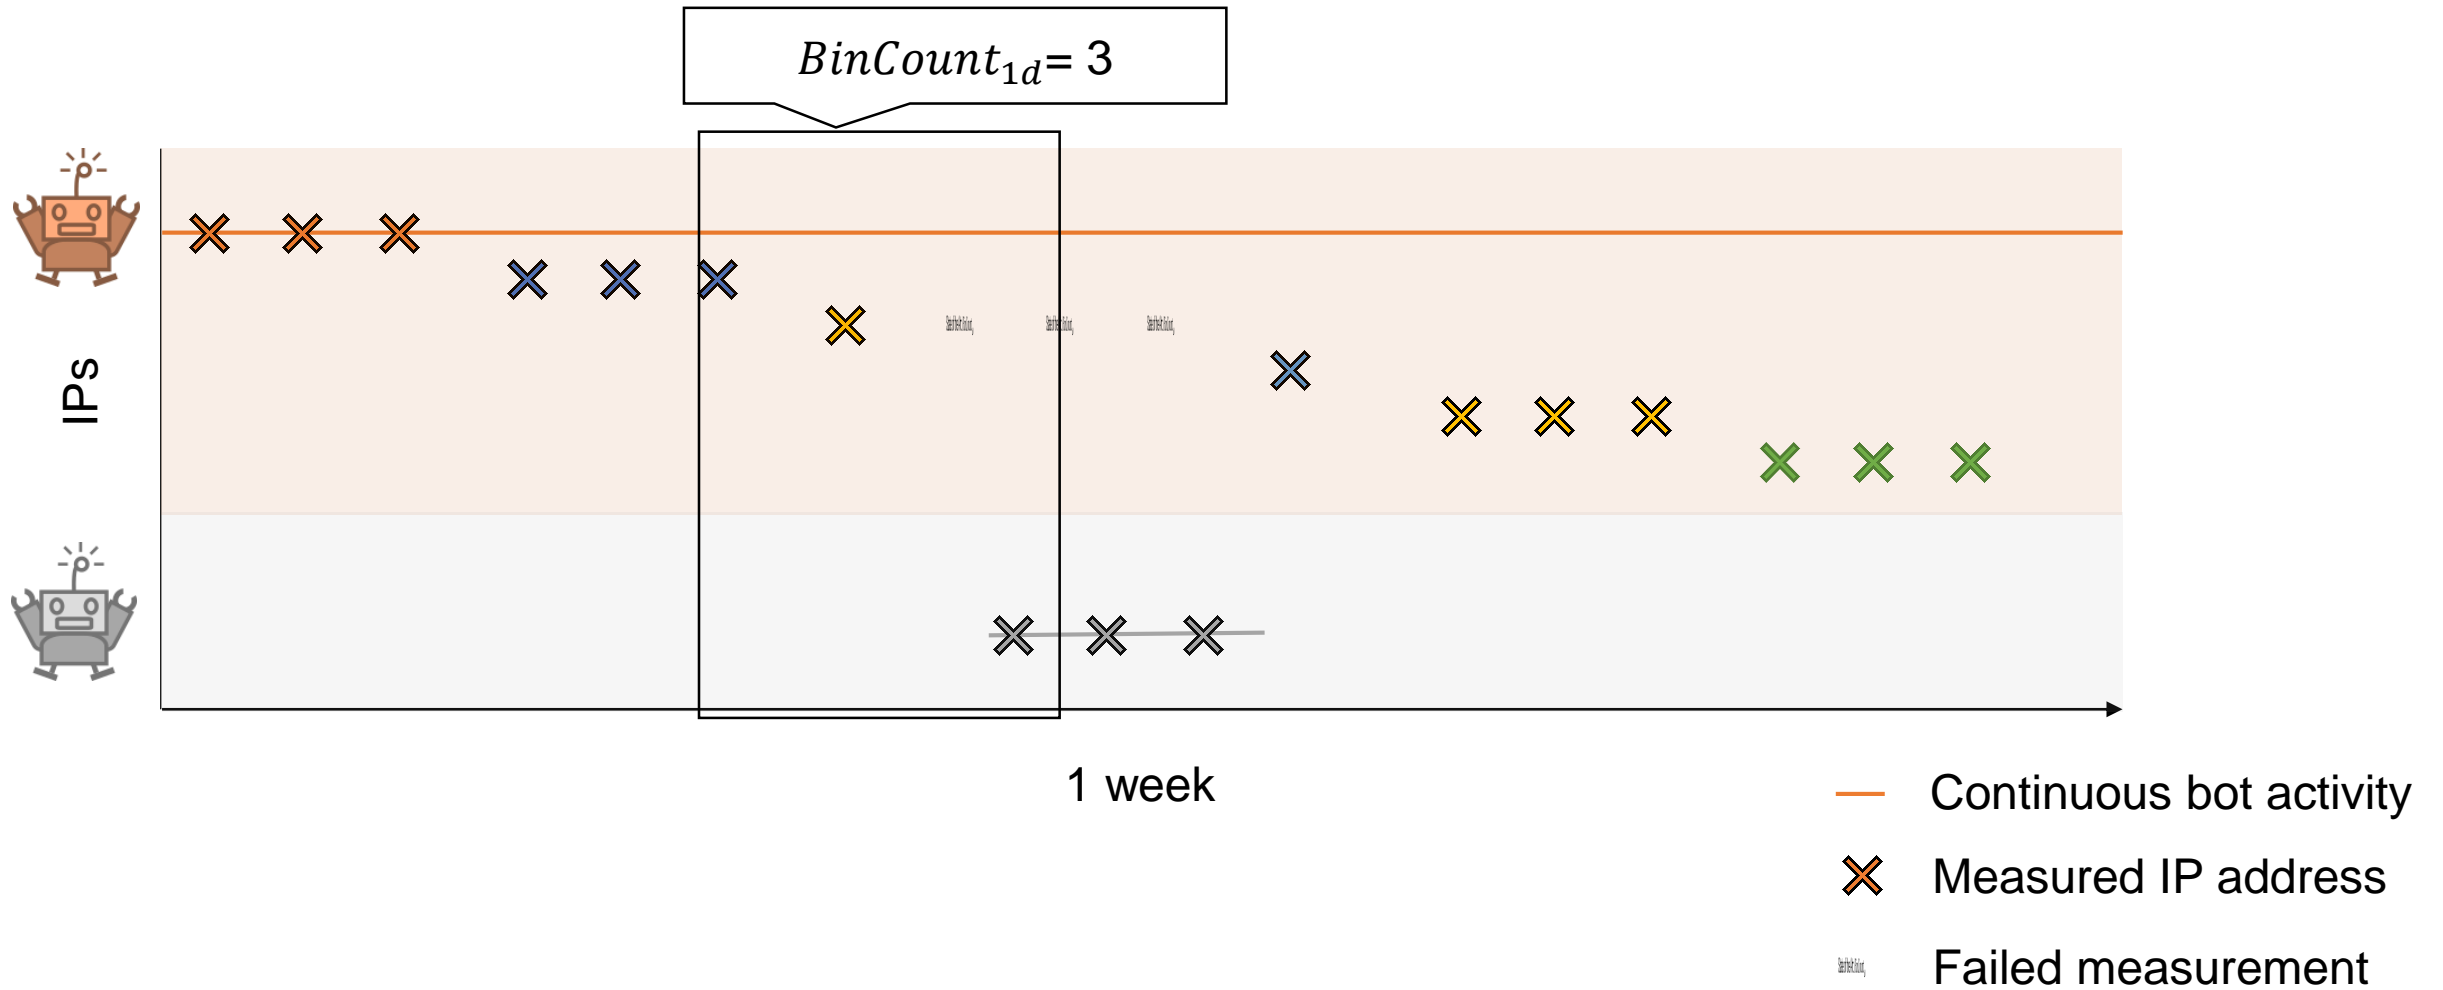 BinCount1d= 3
IPs
1 week
Continuous bot activity
Measured IP address
Failed measurement